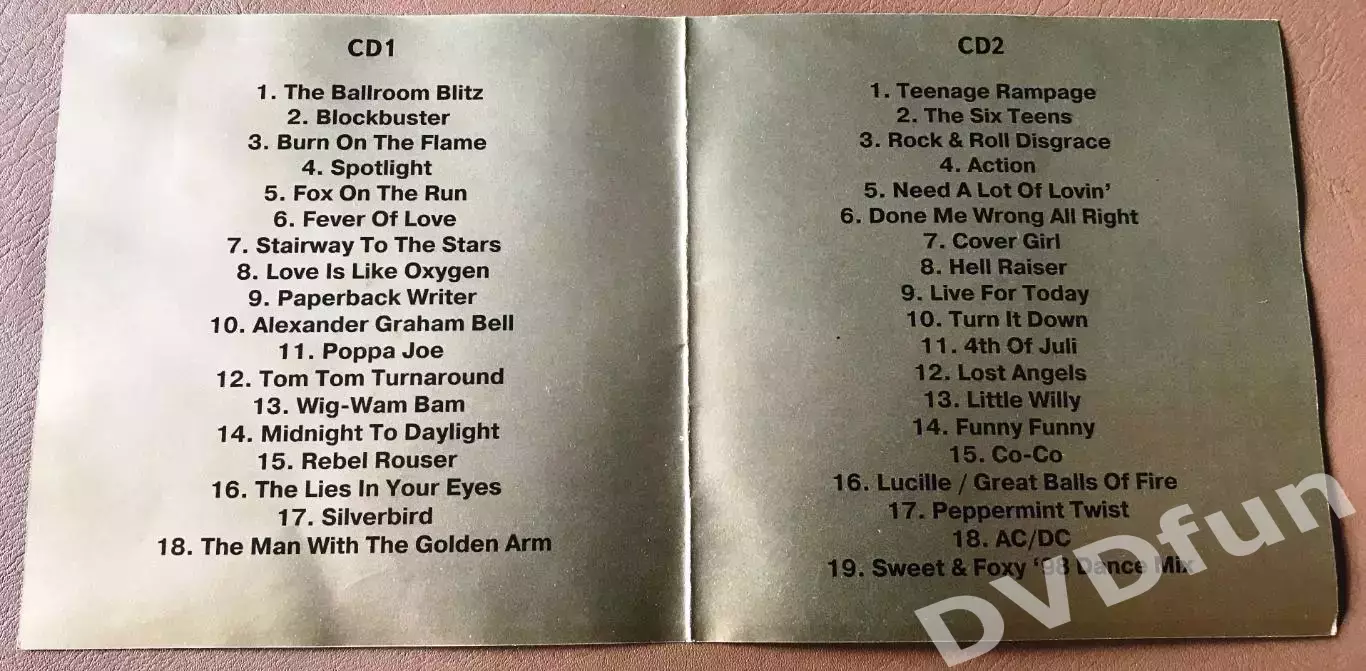 CD1
1. The Ballroom Blitz
2. Blockbuster
3. Burn On The Flame
4. Spotlight
5. Fox On The Run
6. Fever Of Love
7. Stairway To The Stars
8. Love Is Like Oxygen
9. Paperback Writer
10. Alexander Graham Bell
11. Poppa Joe
12. Tom Tom Turnaround
13. Wig-Wam Bam
14. Midnight To Daylight
15. Rebel Rouser
16. The Lies In Your Eyes
17. Silverbird
18. The Man With The Golden Arm
CD2
1. Teenage Rampage
2. The Six Teens
3. Rock & Roll Disgrace
4. Action
5. Need A Lot Of Lovin'
6. Done Me Wrong All Right
7. Cover Girl
8. Hell Raiser
9. Live For Today
10. Turn It Down
11. 4th Of Juli
12. Lost Angels
13. Little Willy
14. Funny Funny
15. Co-Co
16. Lucille / Great Balls Of Fire
17. Peppermint Twist
18. AC/DC
19. Sweet & Foxy '98 Dance Mix
DVDfun